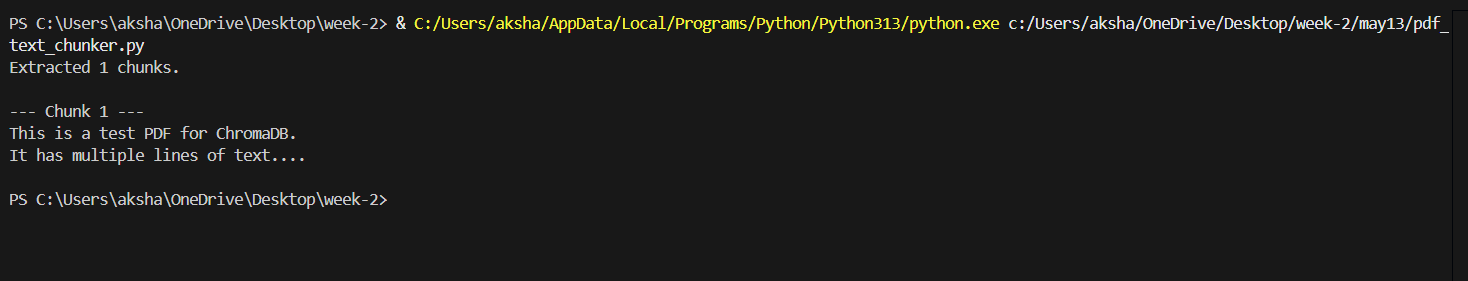 PS C:\Users\aksha\OneDrive\Desktop\week-2> & C:/Users/aksha/AppData/Local/Programs/Python/Python313/python.exe c:/Users/aksha/OneDrive/Desktop/week-2/may13/pdf_
text_chunker.py
Extracted 1 chunks.
--- Chunk 1 ---
This is a test PDF for ChromaDB.
It has multiple lines of text....
PS C:\Users\aksha\OneDrive\Desktop\week-2>